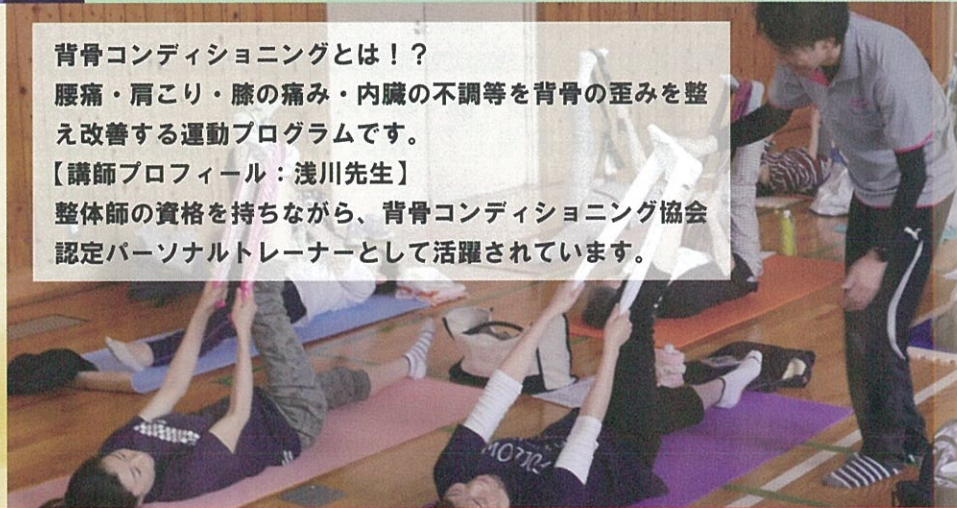 背骨コンディショニングとは！？
腰痛・肩こり・膝の痛み・内臓の不調等を背骨の歪みを整
え改善する運動プログラムです。
【講師プロフィール：浅川先生】
整体師の資格を持ちながら、背骨コンディショニング協会
認定パーソナルトレーナーとして活躍されています。
FOLLOW